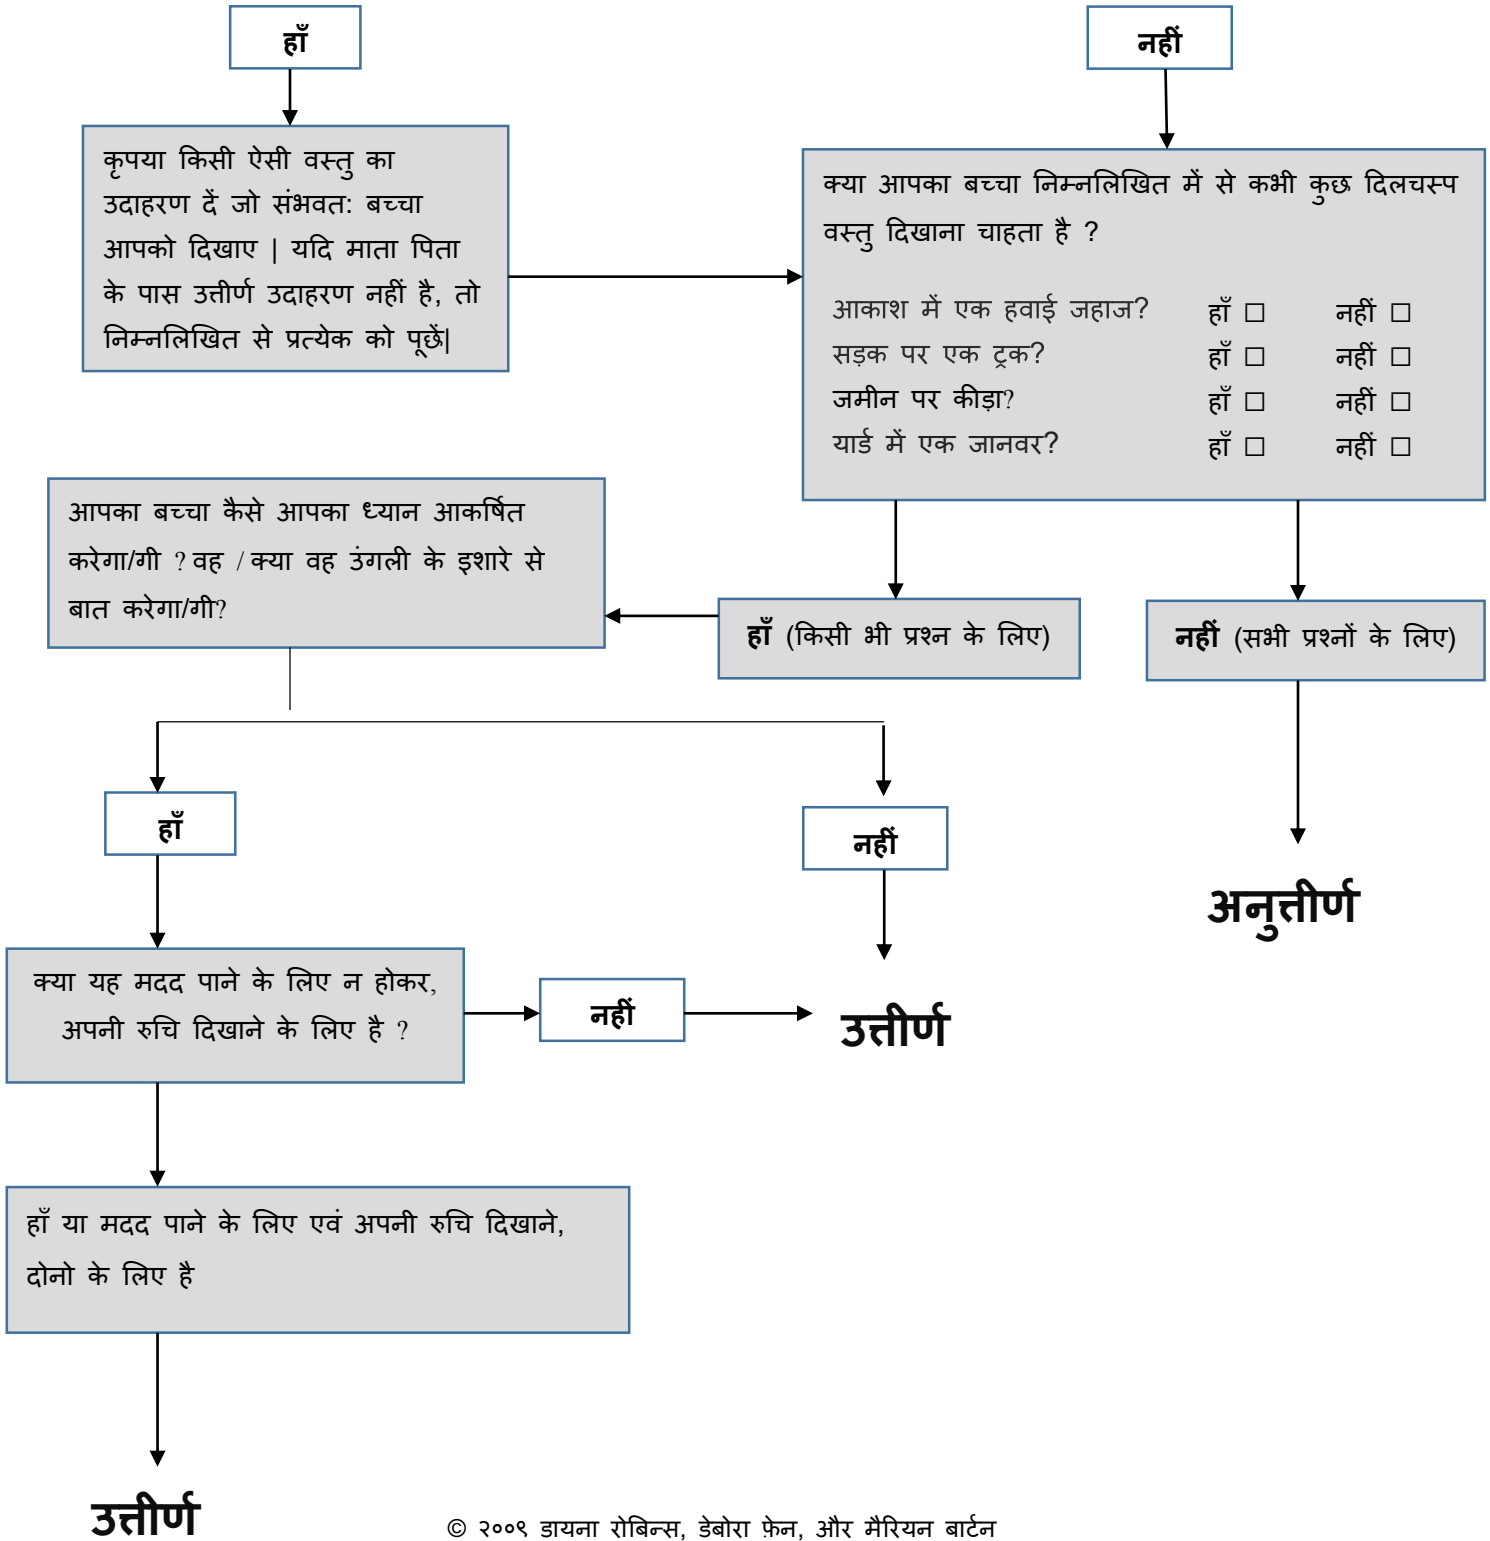 हाँ
नहीं
कृपया किसी ऐसी वस्तु का
उदाहरण दें जो संभवत: बच्चा
आपको दिखाए | यदि माता पिता
के पास उत्तीर्ण उदाहरण नहीं है, तो
निम्नलिखित से प्रत्येक को पूछें|
क्या आपका बच्चा निम्नलिखित में से कभी कुछ दिलचस्प
वस्तु दिखाना चाहता है ?
आकाश में एक हवाई जहाज? हाँ □ नहीं □
सड़क पर एक ट्रक? हाँ □ नहीं □
जमीन पर कीड़ा? हाँ □ नहीं □
यार्ड में एक जानवर? हाँ □ नहीं □
आपका बच्चा कैसे आपका ध्यान आकर्षित
करेगा/गी ? वह / क्या वह उंगली के इशारे से
बात करेगा/गी?
हाँ (किसी भी प्रश्न के लिए)
नहीं (सभी प्रश्नों के लिए)
हाँ
नहीं
अनुत्तीर्ण
क्या यह मदद पाने के लिए न होकर,
अपनी रुचि दिखाने के लिए है ?
नहीं
उत्तीर्ण
हाँ या मदद पाने के लिए एवं अपनी रुचि दिखाने,
दोनो के लिए है
उत्तीर्ण
© २००९ डायना रोबिन्स, डेबोरा फ़ेन, और मैरियन बार्टन